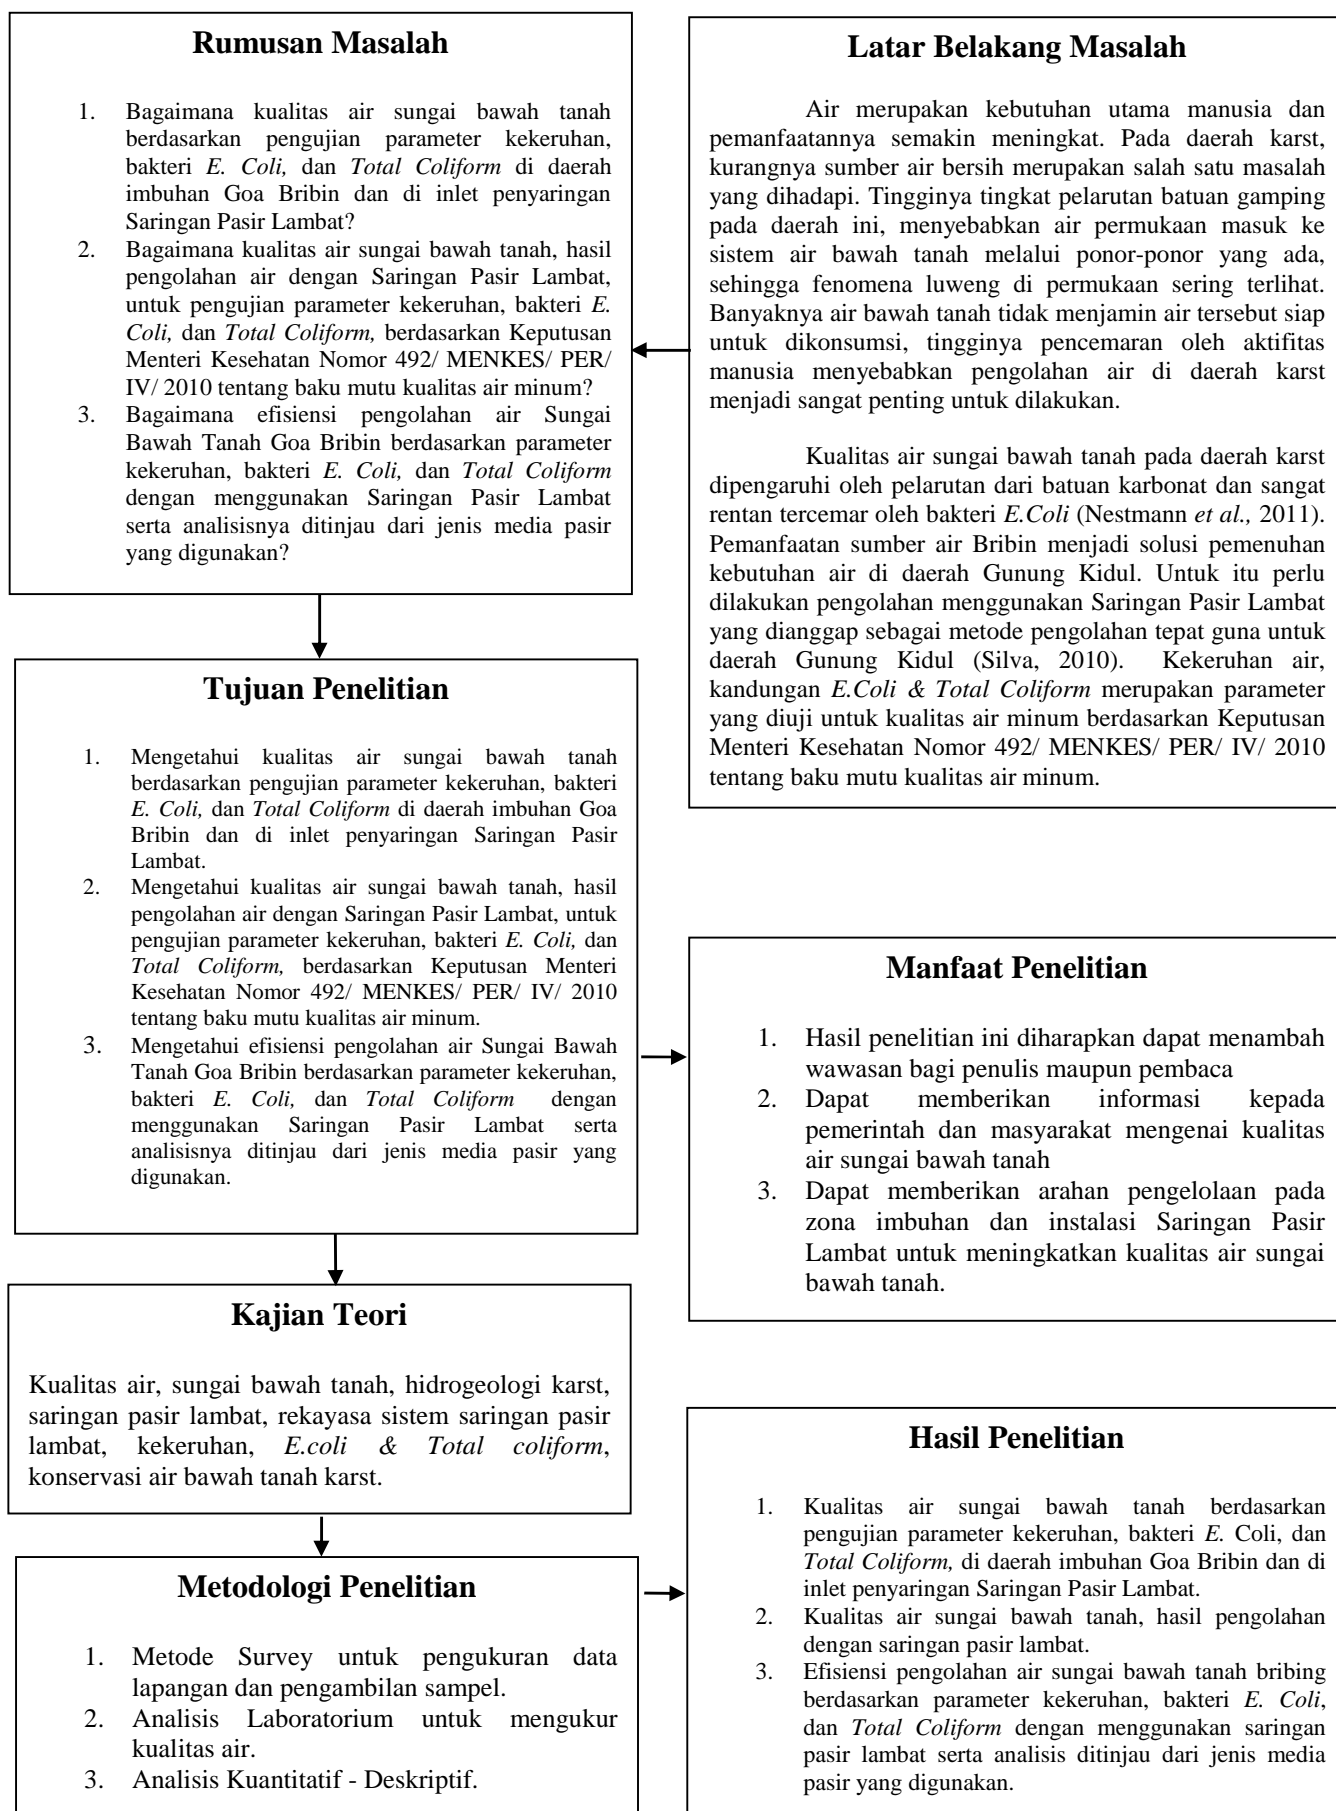 Rumusan Masalah
1. Bagaimana kualitas air sungai bawah tanah
berdasarkan pengujian parameter kekeruhan,
bakteri E. Coli, dan Total Coliform di daerah
imbuhan Goa Bribin dan di inlet penyaringan
Saringan Pasir Lambat?
2. Bagaimana kualitas air sungai bawah tanah, hasil
pengolahan air dengan Saringan Pasir Lambat,
untuk pengujian parameter kekeruhan, bakteri E.
Coli, dan Total Coliform, berdasarkan Keputusan
Menteri Kesehatan Nomor 492/ MENKES/ PER/
IV/ 2010 tentang baku mutu kualitas air minum?
3. Bagaimana efisiensi pengolahan air Sungai
Bawah Tanah Goa Bribin berdasarkan parameter
kekeruhan, bakteri E. Coli, dan Total Coliform
dengan menggunakan Saringan Pasir Lambat
serta analisisnya ditinjau dari jenis media pasir
yang digunakan?
Latar Belakang Masalah
Air merupakan kebutuhan utama manusia dan
pemanfaatannya semakin meningkat. Pada daerah karst,
kurangnya sumber air bersih merupakan salah satu masalah
yang dihadapi. Tingginya tingkat pelarutan batuan gamping
pada daerah ini, menyebabkan air permukaan masuk ke
sistem air bawah tanah melalui ponor-ponor yang ada,
sehingga fenomena luweng di permukaan sering terlihat.
Banyaknya air bawah tanah tidak menjamin air tersebut siap
untuk dikonsumsi, tingginya pencemaran oleh aktifitas
manusia menyebabkan pengolahan air di daerah karst
menjadi sangat penting untuk dilakukan.
Kualitas air sungai bawah tanah pada daerah karst
dipengaruhi oleh pelarutan dari batuan karbonat dan sangat
rentan tercemar oleh bakteri E.Coli (Nestmann et al., 2011).
Pemanfaatan sumber air Bribin menjadi solusi pemenuhan
kebutuhan air di daerah Gunung Kidul. Untuk itu perlu
dilakukan pengolahan menggunakan Saringan Pasir Lambat
yang dianggap sebagai metode pengolahan tepat guna untuk
daerah Gunung Kidul (Silva, 2010). Kekeruhan air,
kandungan E.Coli & Total Coliform merupakan parameter
yang diuji untuk kualitas air minum berdasarkan Keputusan
Menteri Kesehatan Nomor 492/ MENKES/ PER/ IV/ 2010
tentang baku mutu kualitas air minum.
Tujuan Penelitian
1. Mengetahui kualitas air sungai bawah tanah
berdasarkan pengujian parameter kekeruhan, bakteri
E. Coli, dan Total Coliform di daerah imbuhan Goa
Bribin dan di inlet penyaringan Saringan Pasir
Lambat.
2. Mengetahui kualitas air sungai bawah tanah, hasil
pengolahan air dengan Saringan Pasir Lambat, untuk
pengujian parameter kekeruhan, bakteri E. Coli, dan
Total Coliform, berdasarkan Keputusan Menteri
Kesehatan Nomor 492/ MENKES/ PER/ IV/ 2010
tentang baku mutu kualitas air minum.
3. Mengetahui efisiensi pengolahan air Sungai Bawah
Tanah Goa Bribin berdasarkan parameter kekeruhan,
bakteri E. Coli, dan Total Coliform dengan
menggunakan Saringan Pasir Lambat serta
analisisnya ditinjau dari jenis media pasir yang
digunakan.
Manfaat Penelitian
1. Hasil penelitian ini diharapkan dapat menambah
wawasan bagi penulis maupun pembaca
2. Dapat memberikan informasi kepada
pemerintah dan masyarakat mengenai kualitas
air sungai bawah tanah
3. Dapat memberikan arahan pengelolaan pada
zona imbuhan dan instalasi Saringan Pasir
Lambat untuk meningkatkan kualitas air sungai
bawah tanah.
Kajian Teori
Kualitas air, sungai bawah tanah, hidrogeologi karst,
saringan pasir lambat, rekayasa sistem saringan pasir
lambat, kekeruhan, E.coli & Total coliform,
konservasi air bawah tanah karst.
Metodologi Penelitian
1. Metode Survey untuk pengukuran data
lapangan dan pengambilan sampel.
2. Analisis Laboratorium untuk mengukur
kualitas air.
3. Analisis Kuantitatif - Deskriptif.
Hasil Penelitian
1. Kualitas air sungai bawah tanah berdasarkan
pengujian parameter kekeruhan, bakteri E. Coli, dan
Total Coliform, di daerah imbuhan Goa Bribin dan di
inlet penyaringan Saringan Pasir Lambat.
2. Kualitas air sungai bawah tanah, hasil pengolahan
dengan saringan pasir lambat.
3. Efisiensi pengolahan air sungai bawah tanah bribing
berdasarkan parameter kekeruhan, bakteri E. Coli,
dan Total Coliform dengan menggunakan saringan
pasir lambat serta analisis ditinjau dari jenis media
pasir yang digunakan.